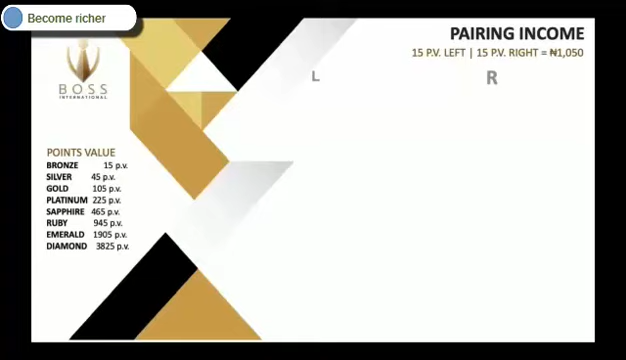 Become richer
PAIRING INCOME
15 P.V. LEFT | 15 P.V. RIGHT = ₦1,050
L R
BOSS
INTERNATIONAL
POINTS VALUE
BRONZE 15 p.v.
SILVER 45 p.v.
GOLD 105 p.v.
PLATINUM 225 p.v.
SAPPHIRE 465 p.v.
RUBY 945 p.v.
EMERALD 1905 p.v.
DIAMOND 3825 p.v.